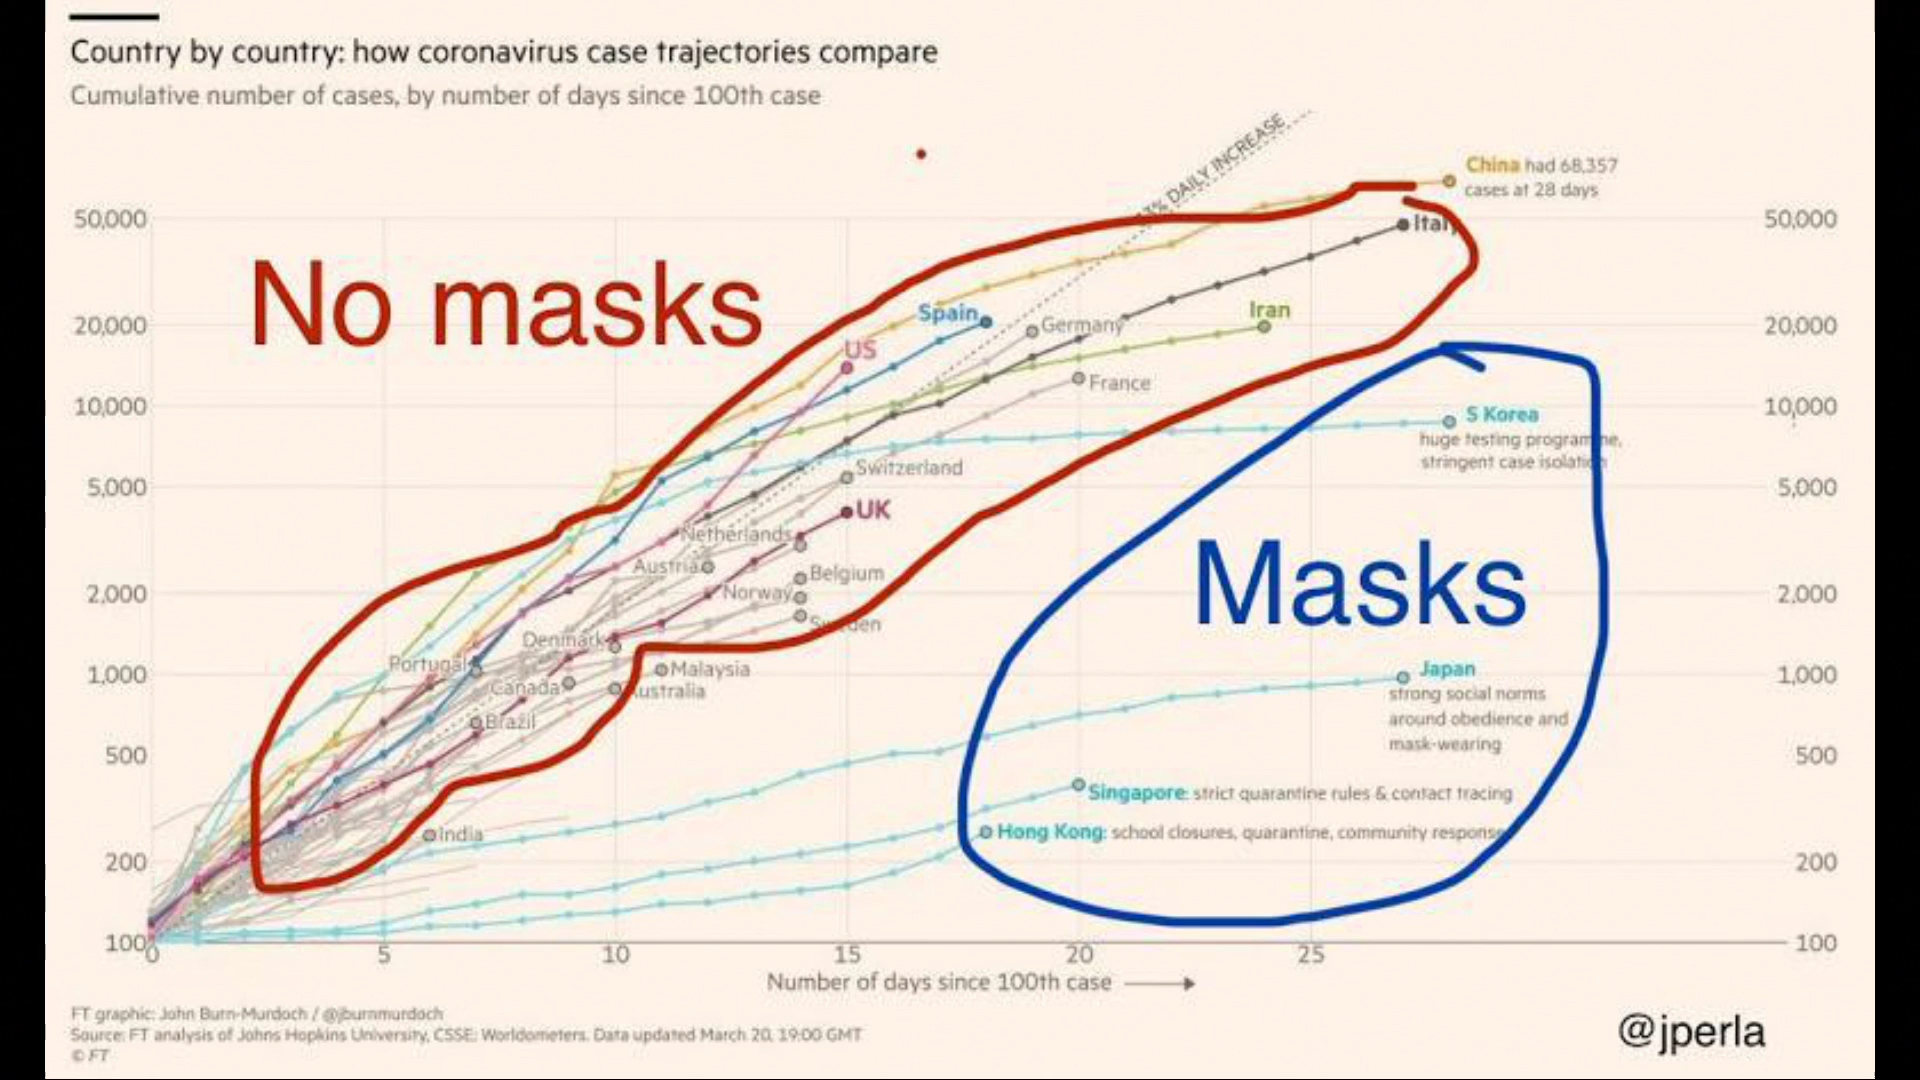 Country by country: how coronavirus case trajectories compare
Cumulative number of cases, by number of days since 100th case
DAILY INCREASE
China had 68,357
cases at 28 days
50,000
50,000
Italy
No masks
Spain
Iran
20,000
Germany
20,000
US
France
10,000
10,000
S Korea
huge testing programme,
stringent case isolation
Switzerland
5,000
5,000
UK
Netherlands
Masks
Austria
Belgium
2,000
Norway
2,000
Sweden
Denmark
Portugal
Malaysia
Japan
1,000
1,000
Canada
Australia
strong social norms
around obedience and
mask-wearing
Brazil
500
500
Singapore: strict quarantine rules & contact tracing
India
Hong Kong: school closures, quarantine, community response
200
200
100
100
0 5 10 15 20 25
Number of days since 100th case
FT graphic: John Burn-Murdoch / @jburnmurdoch
Source: FT analysis of Johns Hopkins University, CSSE; Worldometers. Data updated March 20, 19:00 GMT
© FT
@jperla